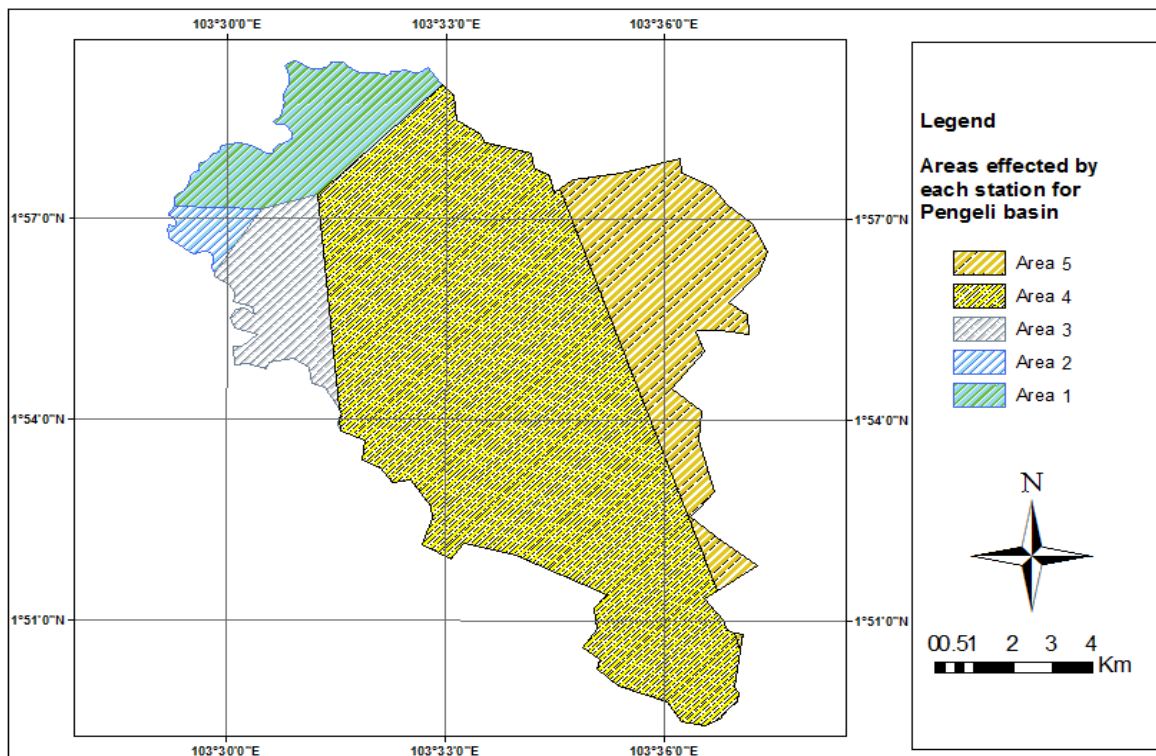 103°30'0"E 103°33'0"E 103°36'0"E
1°57'0"N 1°57'0"N
1°54'0"N 1°54'0"N
1°51'0"N 1°51'0"N
103°30'0"E 103°33'0"E 103°36'0"E
Legend
Areas effected by
each station for
Pengeli basin
Area 5
Area 4
Area 3
Area 2
Area 1
N
00.51 2 3 4
Km